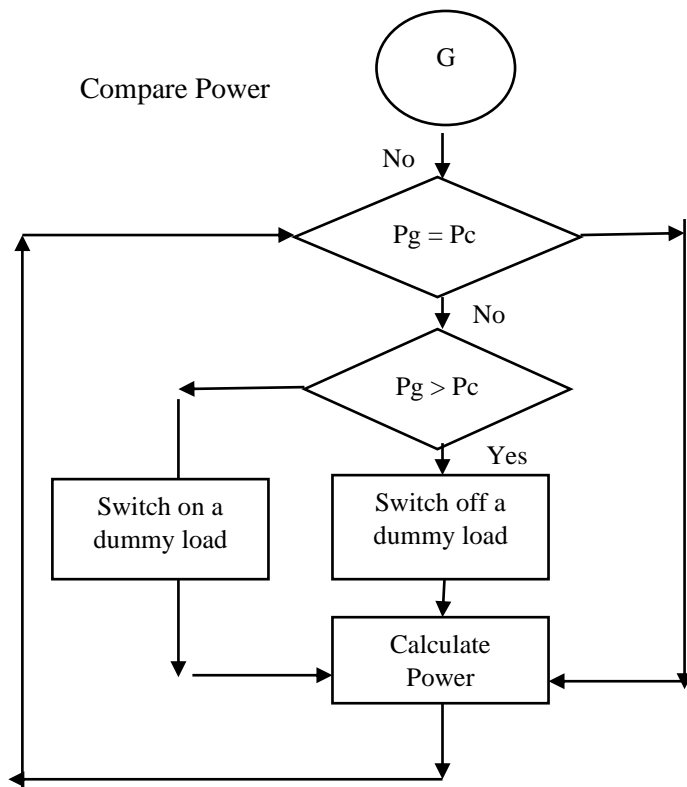 G
Compare Power
No
Pg = Pc
No
Pg > Pc
Yes
Switch on a
dummy load
Switch off a
dummy load
Calculate
Power